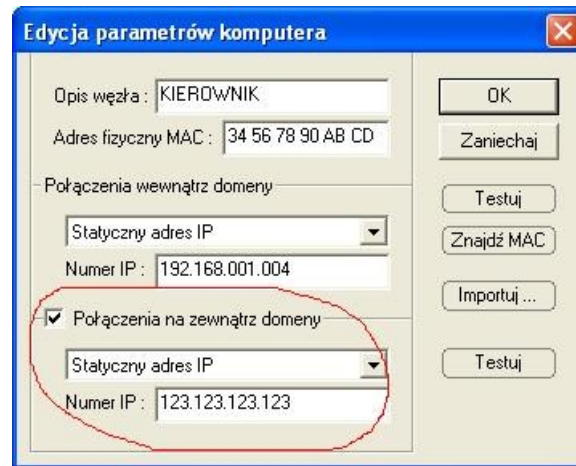 Edycja parametrów komputera
Opis węzła : KIEROWNIK
OK
Adres fizyczny MAC : 34 56 78 90 AB CD
Zaniechaj
Połączenia wewnątrz domeny
Testuj
Statyczny adres IP
Znajdź MAC
Numer IP : 192.168.001.004
Importuj ...
Połączenia na zewnątrz domeny
Statyczny adres IP
Testuj
Numer IP : 123.123.123.123